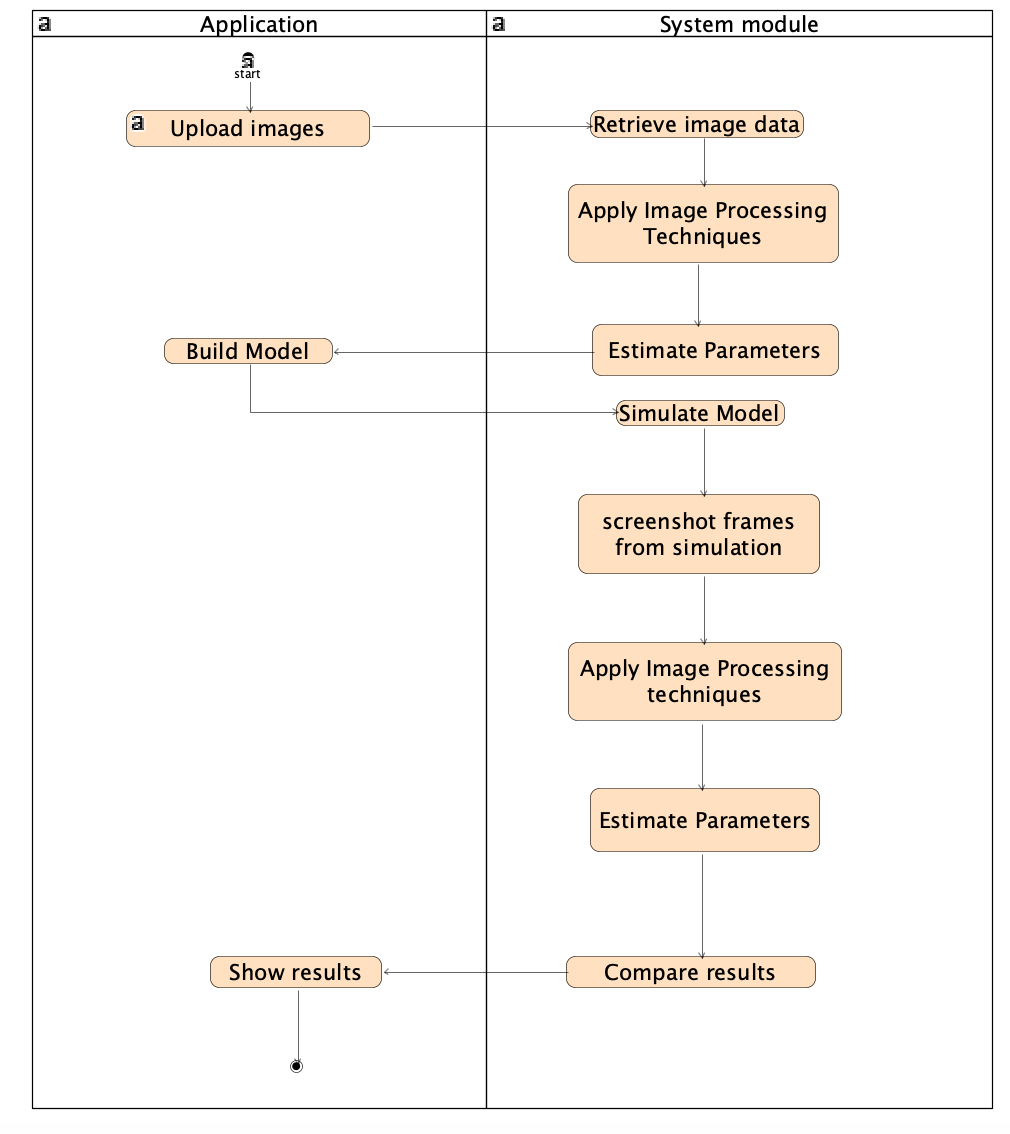 a Application
a System module
a
start
a Upload images
Retrieve image data
Apply Image Processing
Techniques
Build Model
Estimate Parameters
Simulate Model
screenshot frames
from simulation
Apply Image Processing
techniques
Estimate Parameters
Show results
Compare results